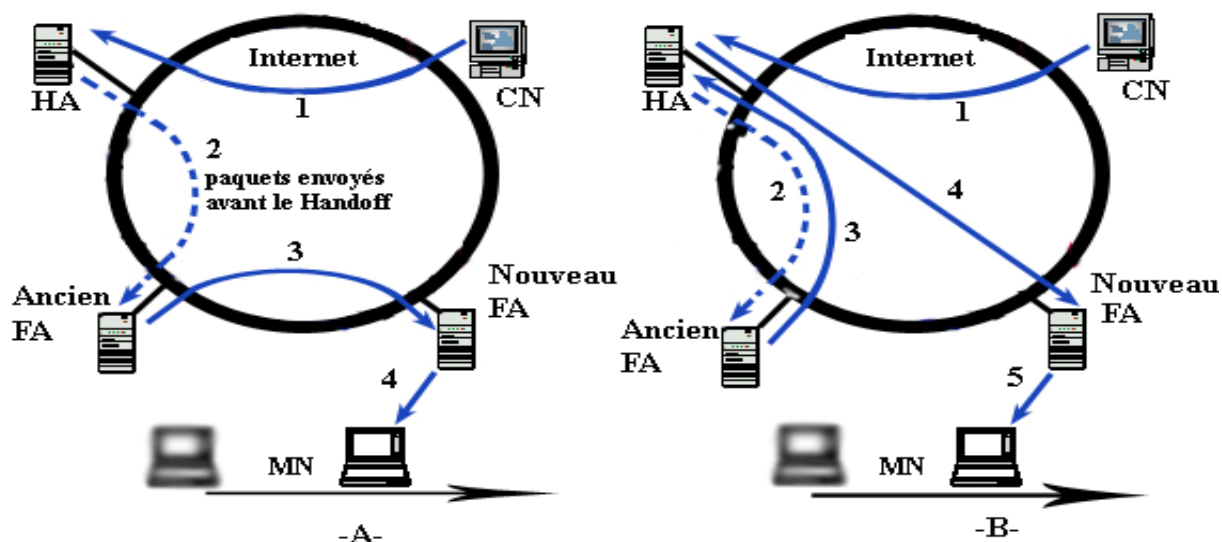 Internet
HA
CN
1
2
paquets envoyés
avant le Handoff
3
Ancien
FA
Nouveau
FA
4
MN
-A-
Internet
HA
CN
1
2
3
4
Ancien
FA
Nouveau
FA
5
MN
-B-